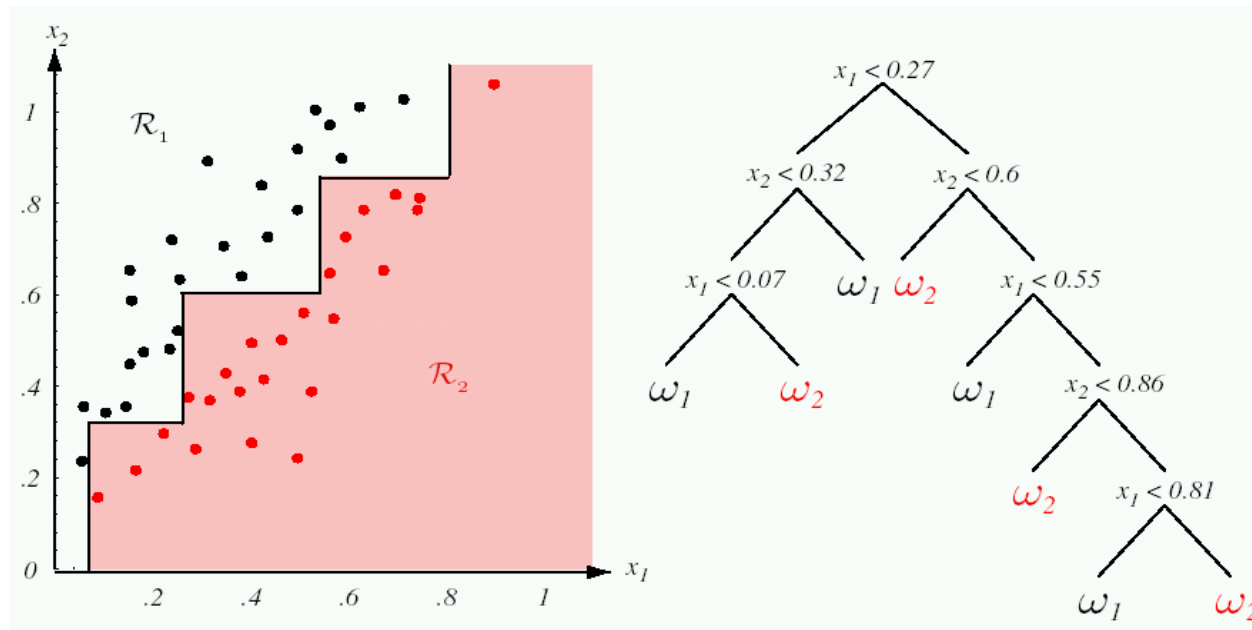 x2
1
.8
.6
.4
.2
0
.2 .4 .6 .8 1
x1
R1
R2
x1 < 0.27
x2 < 0.32 x2 < 0.6
x1 < 0.07 ω1 ω2 x1 < 0.55
ω1 ω2 ω1 x2 < 0.86
ω2 x1 < 0.81
ω1 ω2